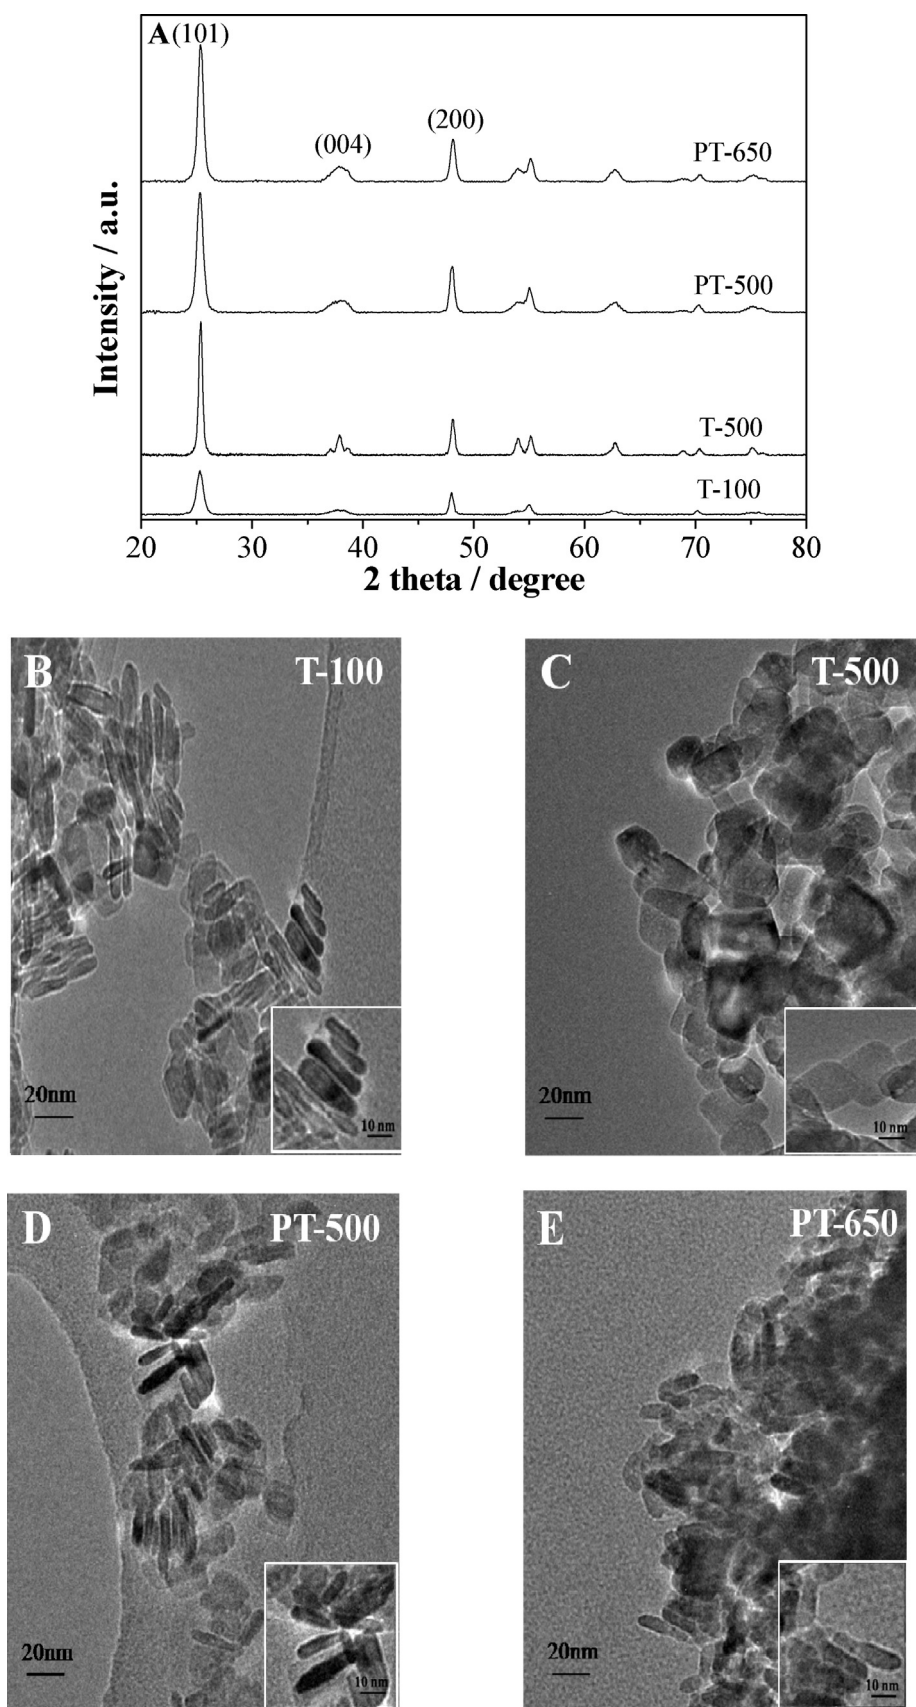 A (101)
(004)
(200)
PT-650
PT-500
T-500
T-100
Intensity / a.u.
20 30 40 50 60 70 80
2 theta / degree
B T-100
20nm
10 nm
C T-500
20nm
10 nm
D PT-500
20nm
10 nm
E PT-650
20nm
10 nm